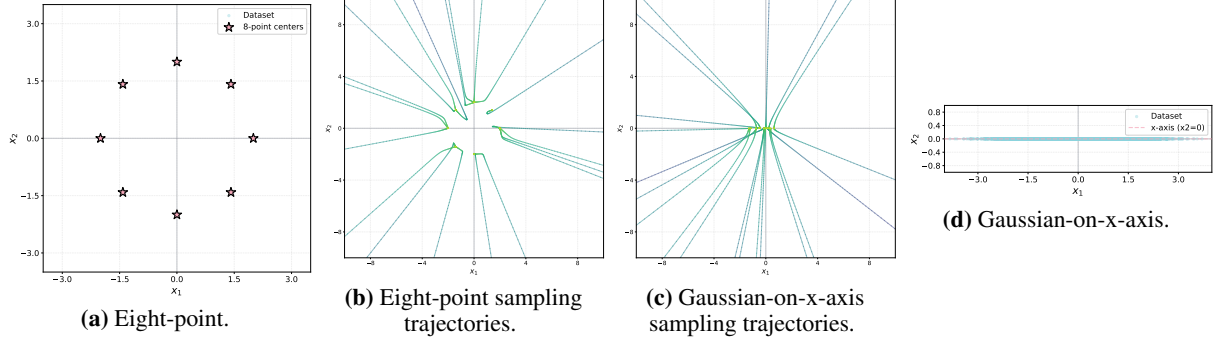 3.0
1.5
0.0
−1.5
−3.0
x₂
−3.0 −1.5 0.0 1.5 3.0
x₁
Dataset
8-point centers
(a) Eight-point.
8
4
0
−4
−8
x₂
−8 −4 0 4 8
x₁
(b) Eight-point sampling
trajectories.
8
4
0
−4
−8
x₂
−8 −4 0 4 8
x₁
(c) Gaussian-on-x-axis
sampling trajectories.
0.8
0.4
0.0
−0.4
−0.8
x₂
−3.0 −1.5 0.0 1.5 3.0
x₁
Dataset
x-axis (x2=0)
(d) Gaussian-on-x-axis.